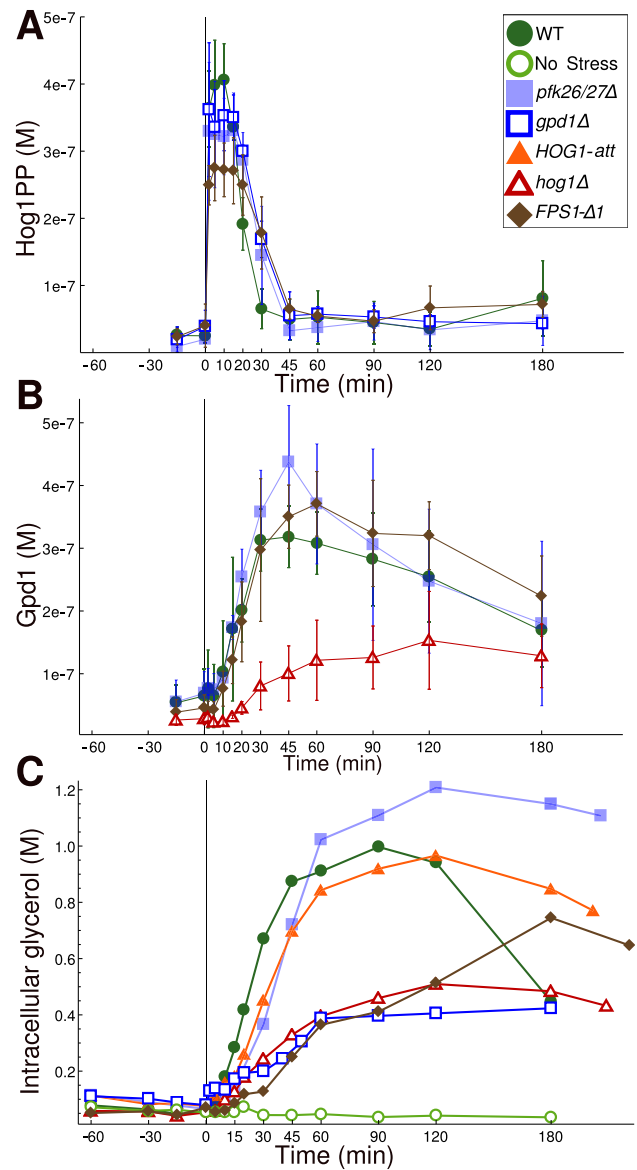 A
Hog1PP (M)
5e-7
4e-7
3e-7
2e-7
1e-7
WT
No Stress
pfk26/27Δ
gpd1Δ
HOG1-att
hog1Δ
FPS1-Δ1
-60 -30 0 10 20 30 45 60 90 120 180
Time (min)
B
Gpd1 (M)
5e-7
4e-7
3e-7
2e-7
1e-7
-60 -30 0 10 20 30 45 60 90 120 180
Time (min)
C
Intracellular glycerol (M)
1.2
1.0
0.8
0.6
0.4
0.2
-60 -30 0 15 30 45 60 90 120 180
Time (min)